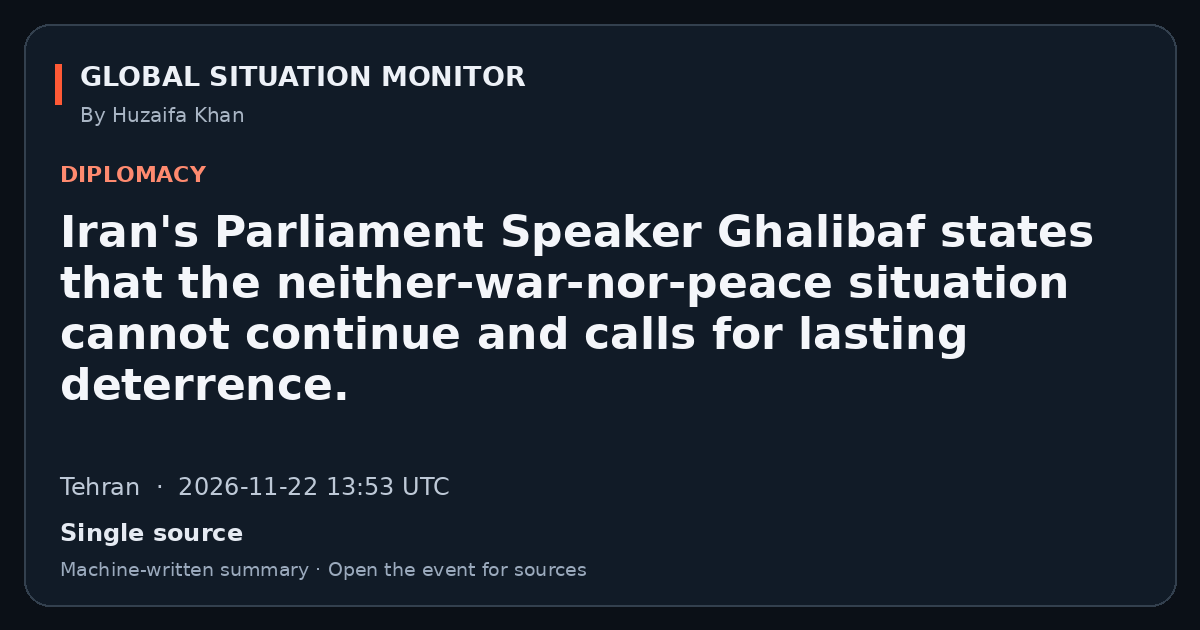 GLOBAL SITUATION MONITOR
By Huzaifa Khan
DIPLOMACY
Iran's Parliament Speaker Ghalibaf states
that the neither-war-nor-peace situation
cannot continue and calls for lasting
deterrence.
Tehran · 2026-11-22 13:53 UTC
Single source
Machine-written summary · Open the event for sources